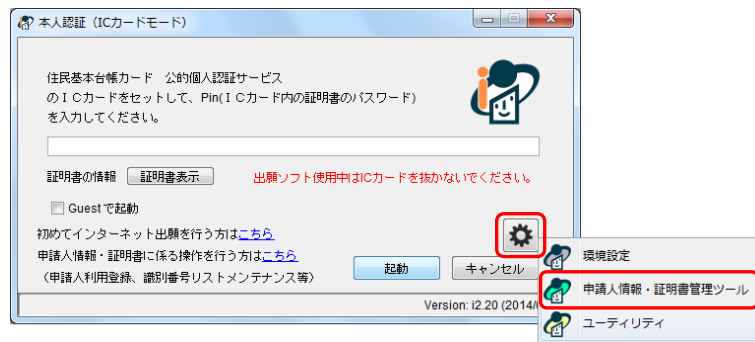 本人認証（ICカードモード）
住民基本台帳カード　公的個人認証サービス
のＩＣカードをセットして、Pin(ＩＣカード内の証明書のパスワード)
を入力してください。
証明書の情報 証明書表示 出願ソフト使用中はICカードを抜かないでください。
Guestで起動
初めてインターネット出願を行う方はこちら
申請人情報・証明書に係る操作を行う方はこちら
（申請人利用登録、識別番号リストメンテナンス等）
起動 キャンセル
Version: i2.20 (2014/
環境設定
申請人情報・証明書管理ツール
ユーティリティ